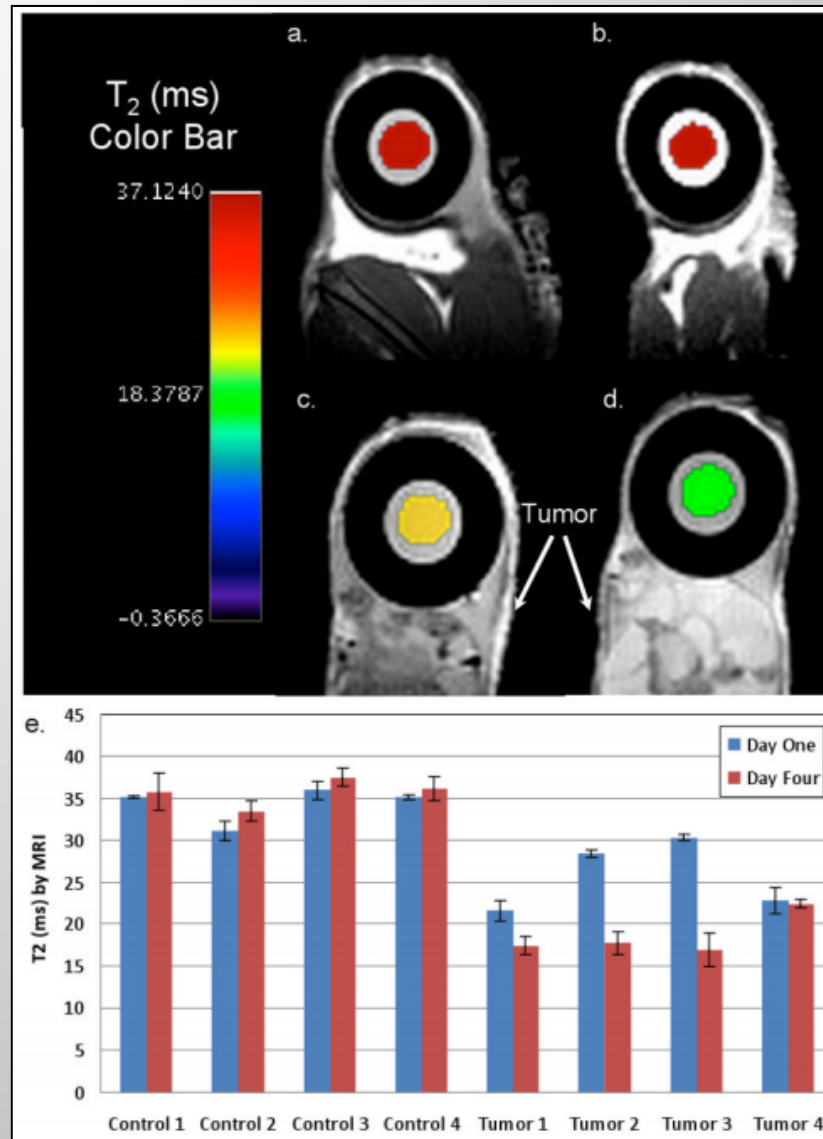 a.
b.
T₂ (ms)
Color Bar
37.1240
18.3787
-0.3666
c.
d.
Tumor
e.
45
40
35
30
25
20
15
10
5
0
T2 (ms) by MRI
Day One
Day Four
Control 1 Control 2 Control 3 Control 4 Tumor 1 Tumor 2 Tumor 3 Tumor 4